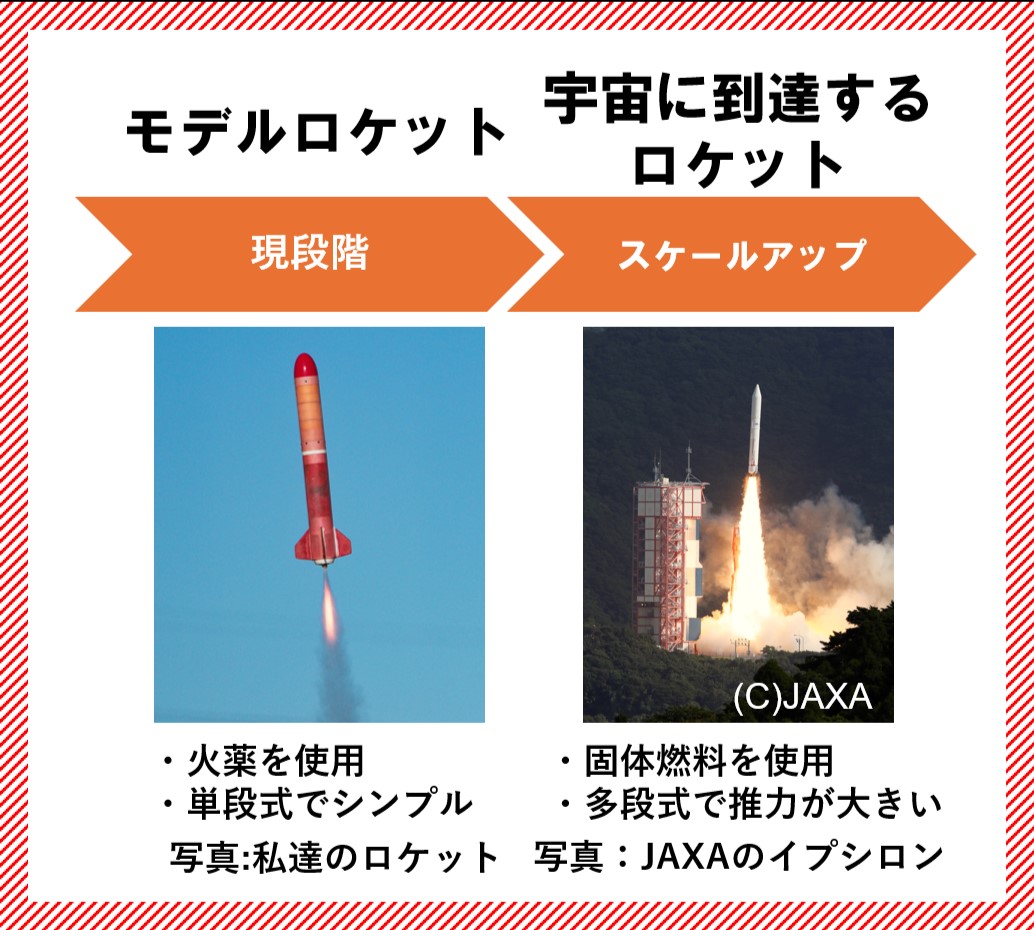 モデルロケット
宇宙に到達する
ロケット
現段階
スケールアップ
(C)JAXA
・火薬を使用
・単段式でシンプル
写真:私達のロケット
・固体燃料を使用
・多段式で推力が大きい
写真：JAXAのイプシロン